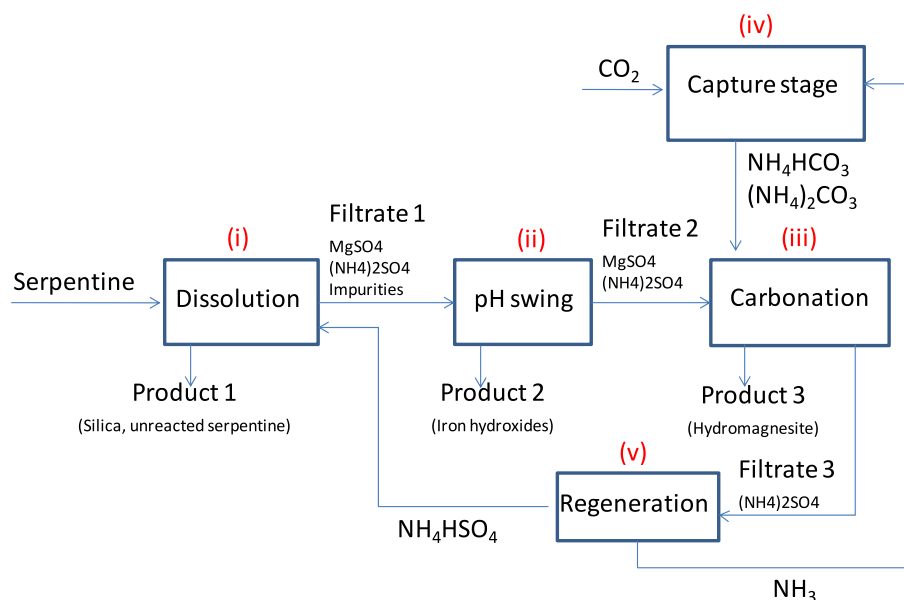 (iv)
CO₂
Capture stage
NH₄HCO₃
(NH₄)₂CO₃
Filtrate 1
(i)
MgSO4
(NH4)2SO4
Impurities
(ii)
Filtrate 2
MgSO4
(NH4)2SO4
(iii)
Serpentine
Dissolution
pH swing
Carbonation
Product 1
(Silica, unreacted serpentine)
Product 2
(Iron hydroxides)
Product 3
(Hydromagnesite)
(v)
Regeneration
Filtrate 3
(NH4)2SO4
NH₄HSO₄
NH₃